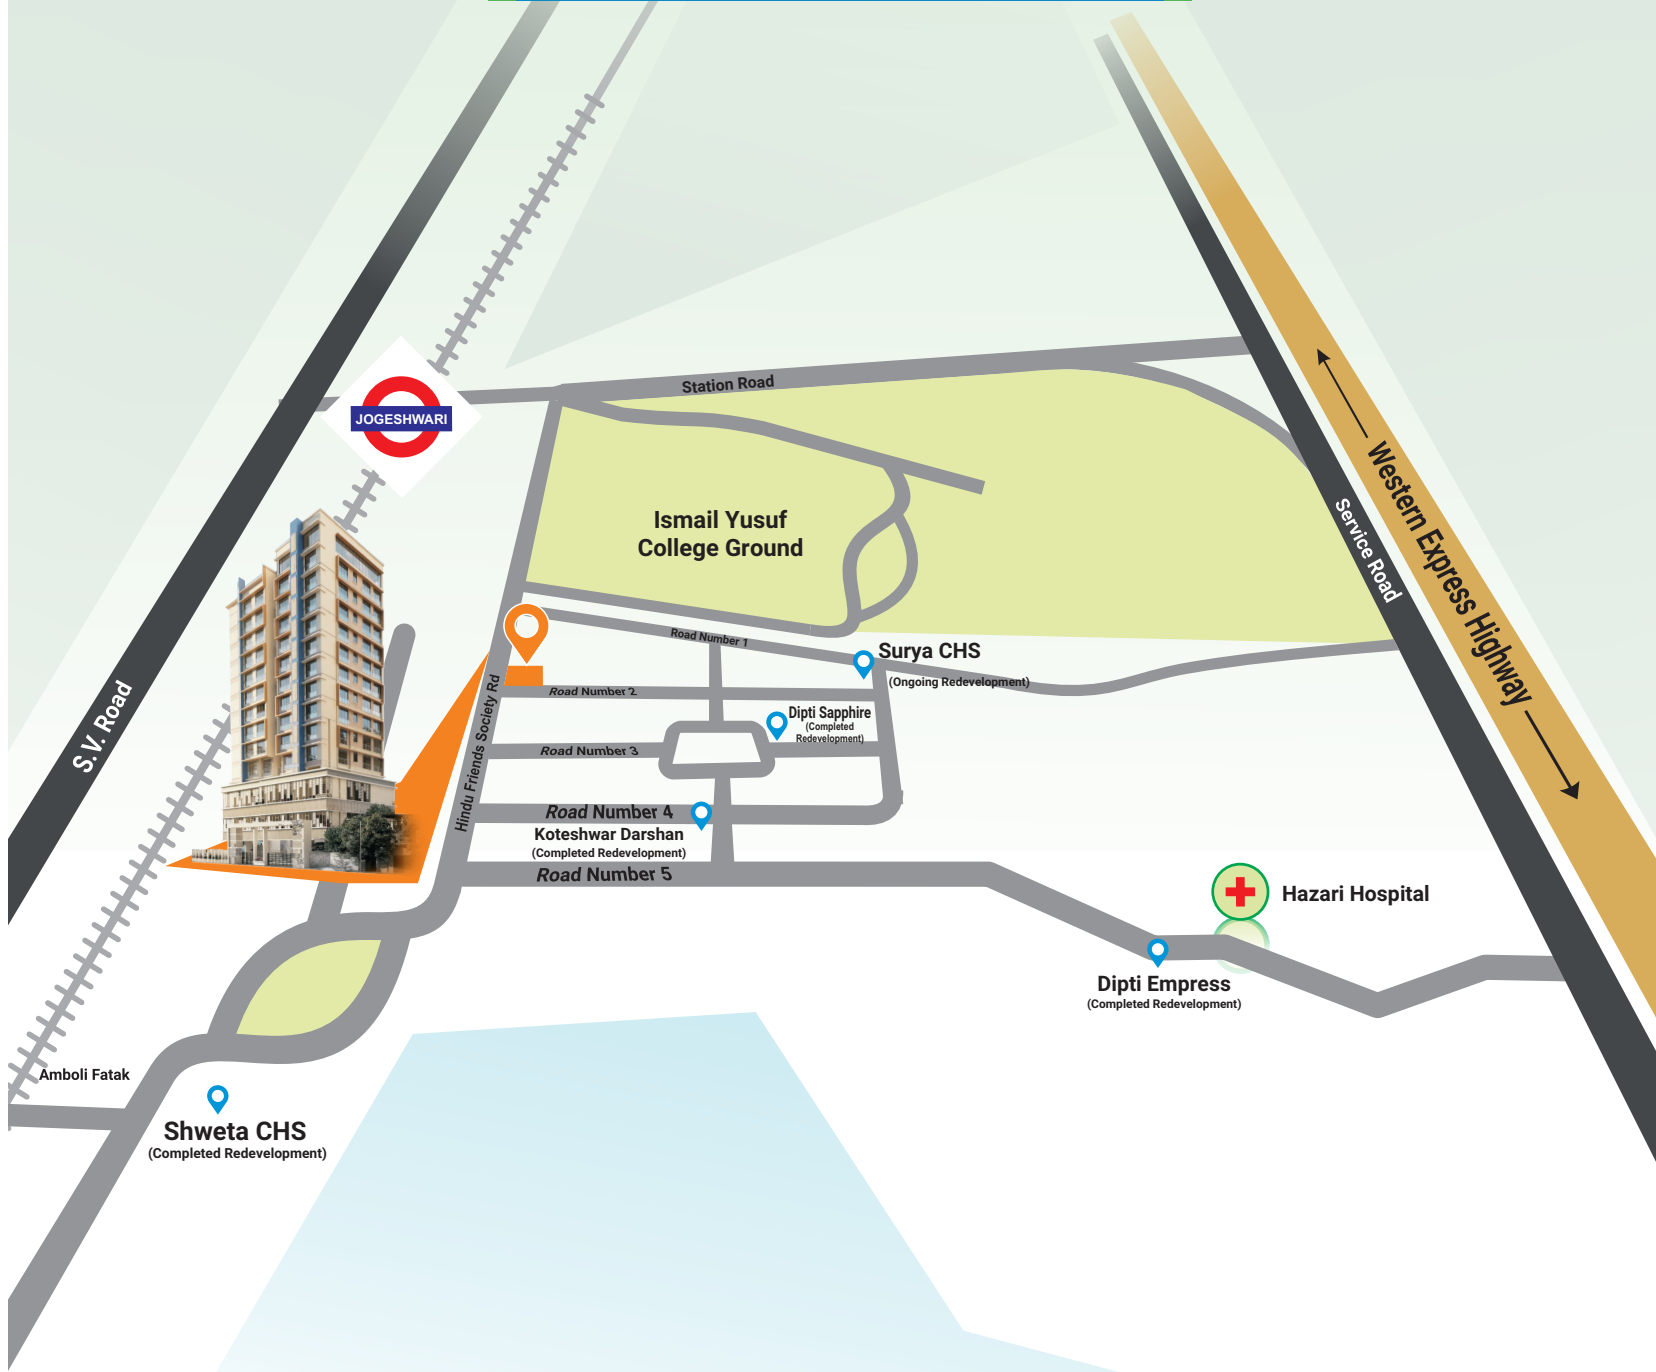 Station Road
JOGESHWARI
Ismail Yusuf
College Ground
Western Express Highway
Service Road
S.V. Road
Hindu Friends Society Rd
Road Number 1
Surya CHS
(Ongoing Redevelopment)
Road Number 2
Dipti Sapphire
(Completed
Redevelopment)
Road Number 3
Road Number 4
Koteshwar Darshan
(Completed Redevelopment)
Road Number 5
Hazari Hospital
Dipti Empress
(Completed Redevelopment)
Amboli Fatak
Shweta CHS
(Completed Redevelopment)